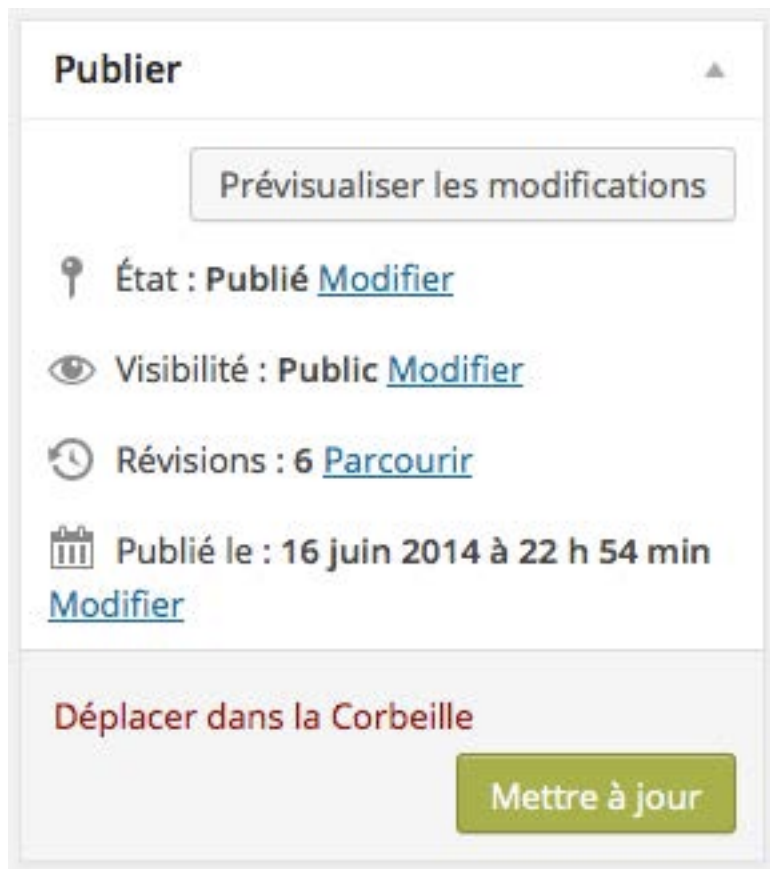 Publier
Prévisualiser les modifications
État : Publié Modifier
Visibilité : Public Modifier
Révisions : 6 Parcourir
Publié le : 16 juin 2014 à 22 h 54 min
Modifier
Déplacer dans la Corbeille
Mettre à jour